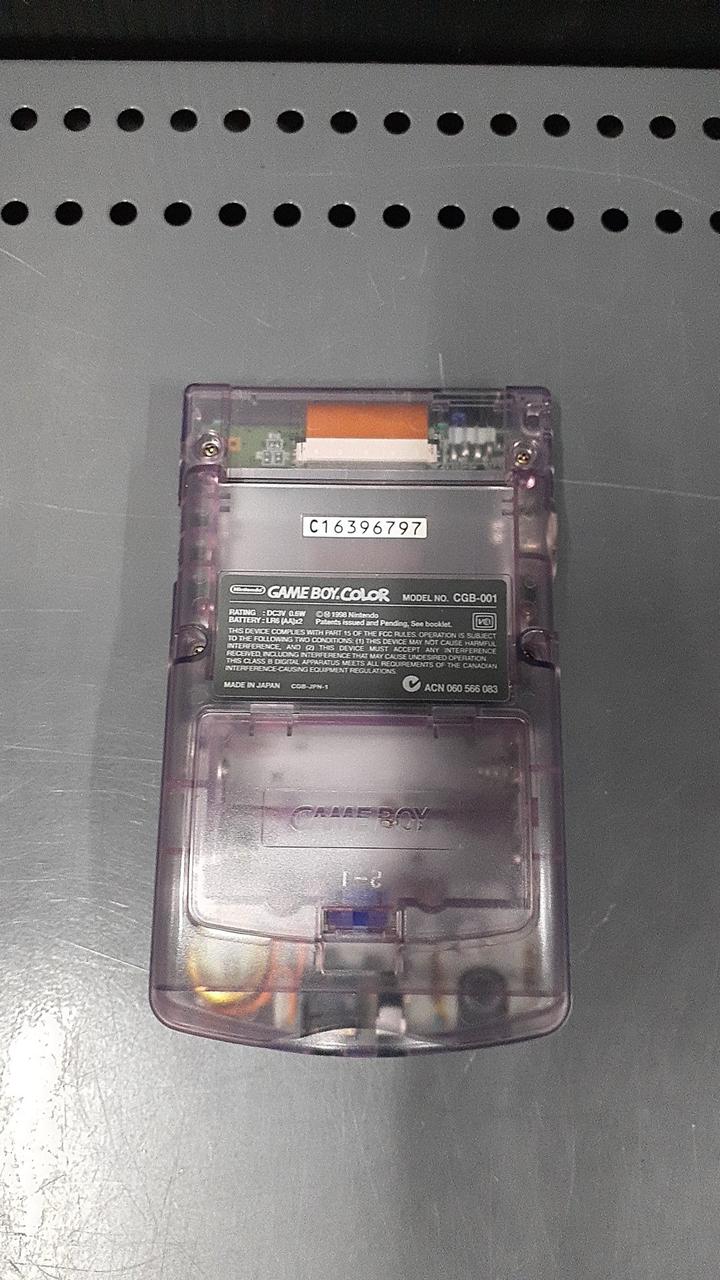 C16396797
Nintendo GAME BOY COLOR MODEL NO. CGB-001
RATING : DC3V 0.6W ©Ⓜ1998 Nintendo
BATTERY : LR6 (AA)x2 Patents issued and Pending, See booklet. VCI
THIS DEVICE COMPLIES WITH PART 15 OF THE FCC RULES. OPERATION IS SUBJECT
TO THE FOLLOWING TWO CONDITIONS: (1) THIS DEVICE MAY NOT CAUSE HARMFUL
INTERFERENCE, AND (2) THIS DEVICE MUST ACCEPT ANY INTERFERENCE
RECEIVED, INCLUDING INTERFERENCE THAT MAY CAUSE UNDESIRED OPERATION.
THIS CLASS B DIGITAL APPARATUS MEETS ALL REQUIREMENTS OF THE CANADIAN
INTERFERENCE-CAUSING EQUIPMENT REGULATIONS.
MADE IN JAPAN CGB-JPN-1 ACN 060 566 083
GAME BOY
2-1